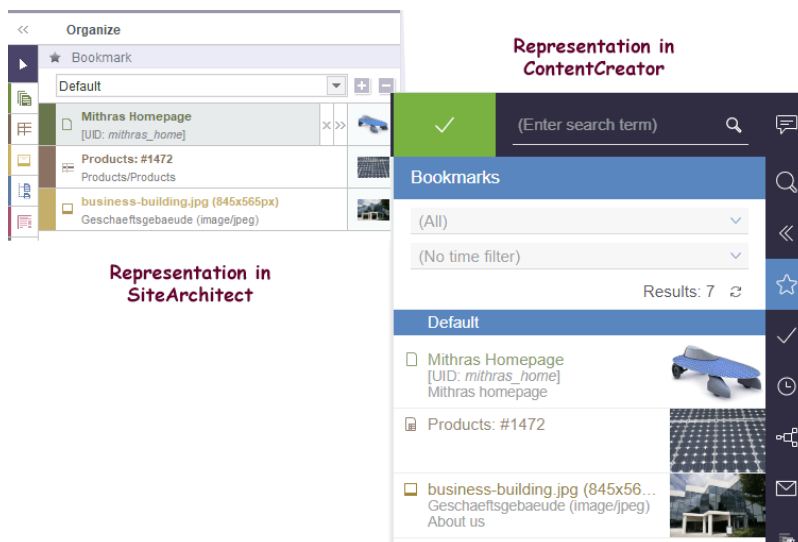 Organize
Bookmark
Default
Mithras Homepage
[UID: mithras_home]
Products: #1472
Products/Products
business-building.jpg (845x565px)
Geschaeftsgebaeude (image/jpeg)
Representation in
SiteArchitect
Representation in
ContentCreator
(Enter search term)
Bookmarks
(All)
(No time filter)
Results: 7
Default
Mithras Homepage
[UID: mithras_home]
Mithras homepage
Products: #1472
business-building.jpg (845x56...
Geschaeftsgebaeude (image/jpeg)
About us